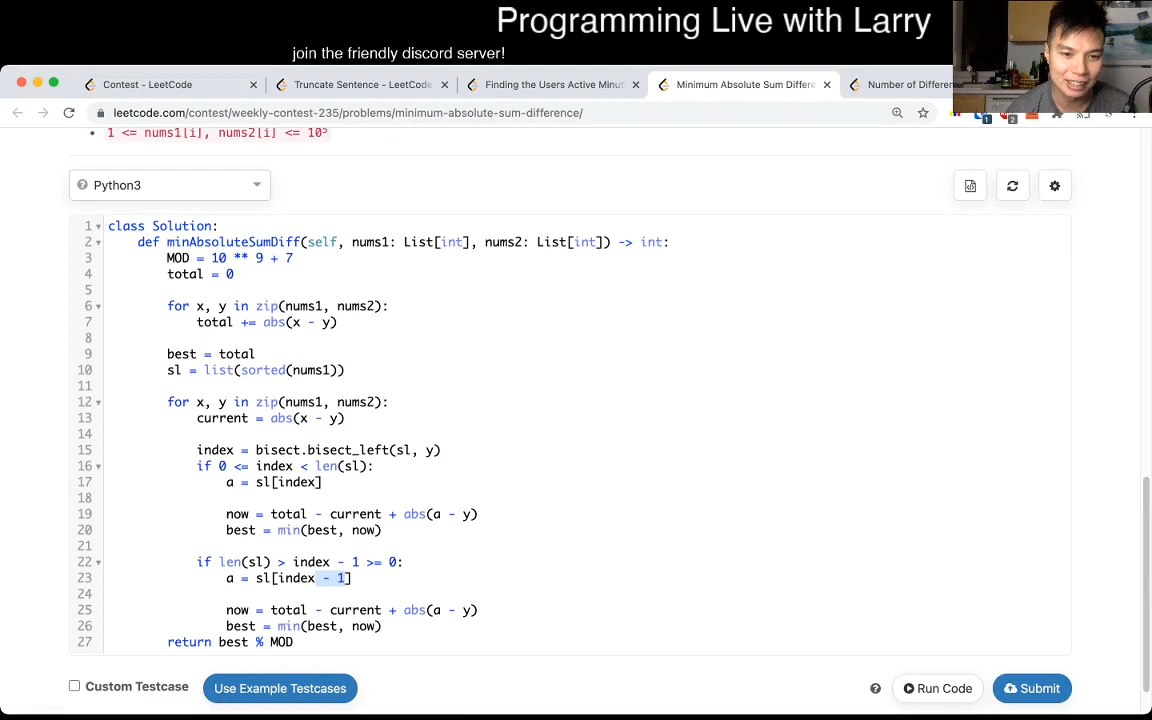 Programming Live with Larry
join the friendly discord server!
Contest - LeetCode
Truncate Sentence - LeetCode
Finding the Users Active Minut
Minimum Absolute Sum Differe
Number of Differen
leetcode.com/contest/weekly-contest-235/problems/minimum-absolute-sum-difference/
• 1 <= nums1[i], nums2[i] <= 10⁵
Python3
1 class Solution:
2     def minAbsoluteSumDiff(self, nums1: List[int], nums2: List[int]) -> int:
3         MOD = 10 ** 9 + 7
4         total = 0
5
6         for x, y in zip(nums1, nums2):
7             total += abs(x - y)
8
9         best = total
10         sl = list(sorted(nums1))
11
12         for x, y in zip(nums1, nums2):
13             current = abs(x - y)
14
15             index = bisect.bisect_left(sl, y)
16             if 0 <= index < len(sl):
17                 a = sl[index]
18
19                 now = total - current + abs(a - y)
20                 best = min(best, now)
21
22             if len(sl) > index - 1 >= 0:
23                 a = sl[index - 1]
24
25                 now = total - current + abs(a - y)
26                 best = min(best, now)
27         return best % MOD
Custom Testcase
Use Example Testcases
Run Code
Submit